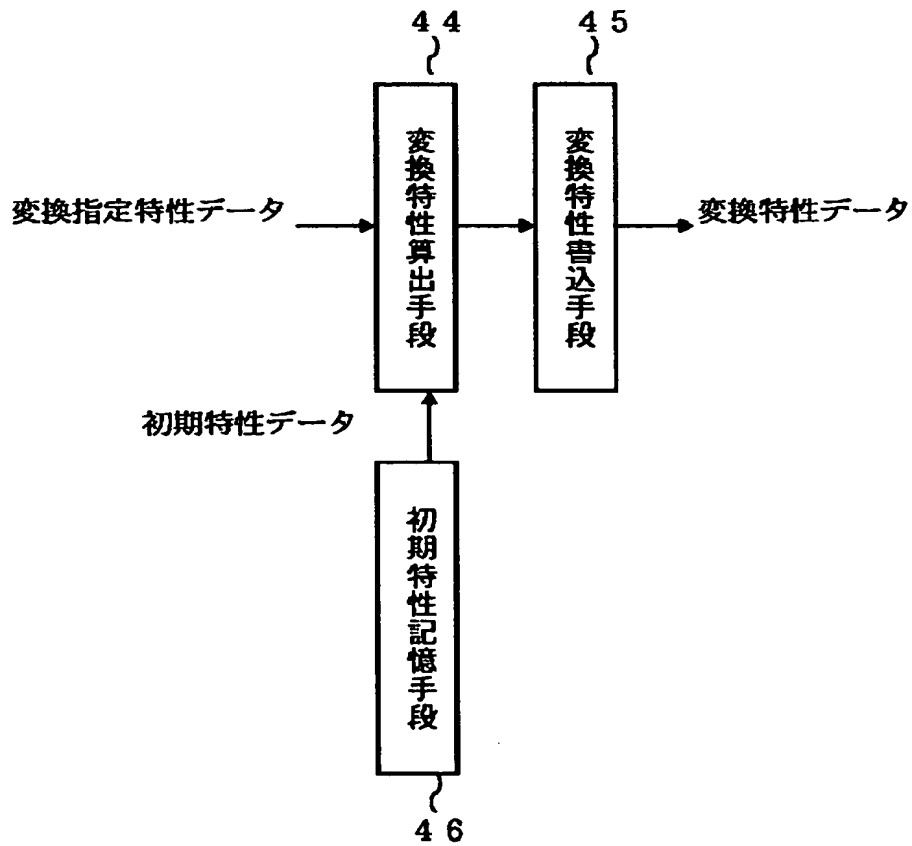 ４４
４５
変換指定特性データ
変換特性算出手段
変換特性書込手段
変換特性データ
初期特性データ
初期特性記憶手段
４６